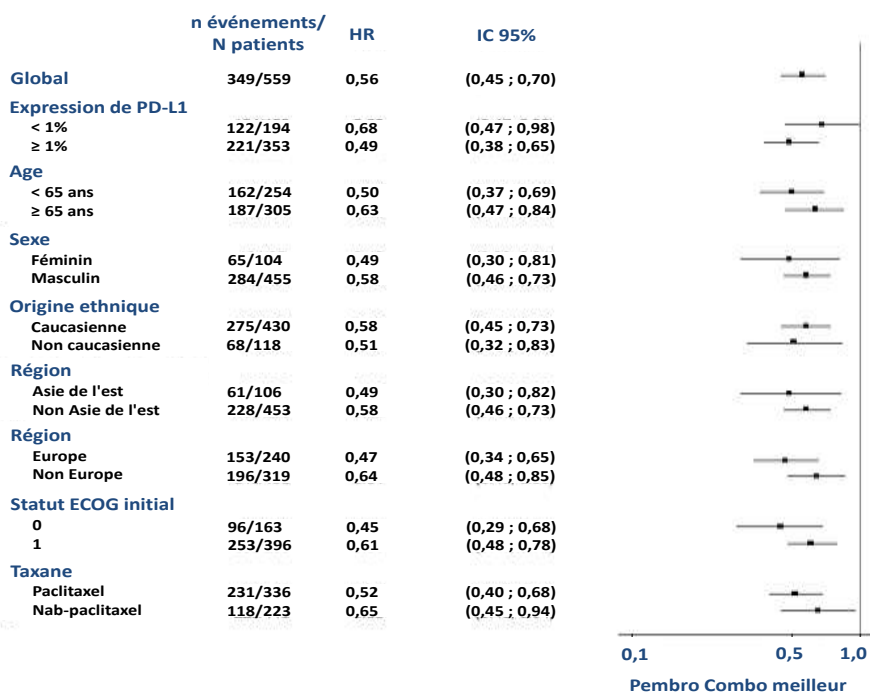 n événements/
N patients HR IC 95%
Global 349/559 0,56 (0,45 ; 0,70)
Expression de PD-L1
< 1% 122/194 0,68 (0,47 ; 0,98)
≥ 1% 221/353 0,49 (0,38 ; 0,65)
Age
< 65 ans 162/254 0,50 (0,37 ; 0,69)
≥ 65 ans 187/305 0,63 (0,47 ; 0,84)
Sexe
Féminin 65/104 0,49 (0,30 ; 0,81)
Masculin 284/455 0,58 (0,46 ; 0,73)
Origine ethnique
Caucasienne 275/430 0,58 (0,45 ; 0,73)
Non caucasienne 68/118 0,51 (0,32 ; 0,83)
Région
Asie de l'est 61/106 0,49 (0,30 ; 0,82)
Non Asie de l'est 228/453 0,58 (0,46 ; 0,73)
Région
Europe 153/240 0,47 (0,34 ; 0,65)
Non Europe 196/319 0,64 (0,48 ; 0,85)
Statut ECOG initial
0 96/163 0,45 (0,29 ; 0,68)
1 253/396 0,61 (0,48 ; 0,78)
Taxane
Paclitaxel 231/336 0,52 (0,40 ; 0,68)
Nab-paclitaxel 118/223 0,65 (0,45 ; 0,94)
0,1 0,5 1,0
Pembro Combo meilleur